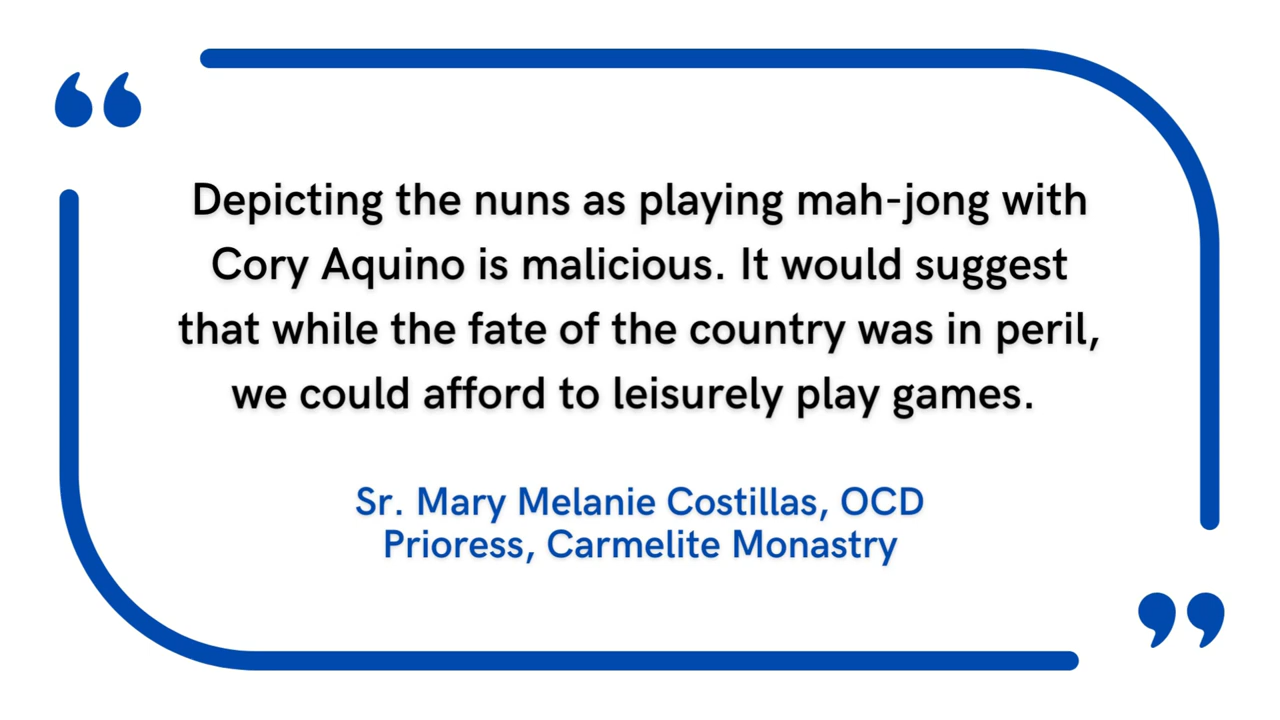 “
Depicting the nuns as playing mah-jong with
Cory Aquino is malicious. It would suggest
that while the fate of the country was in peril,
we could afford to leisurely play games.
Sr. Mary Melanie Costillas, OCD
Prioress, Carmelite Monastry
”